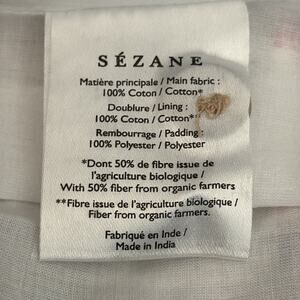 SÉZANE
Matière principale / Main fabric :
100% Coton / Cotton*
Doublure / Lining :
100% Coton / Cotton*
Rembourrage / Padding :
100% Polyester / Polyester
*Dont 50% de fibre issue de
l'agriculture biologique /
With 50% fiber from organic farmers
**Fibre issue de l'agriculture biologique /
Fiber from organic farmers.
Fabriqué en Inde /
Made in India